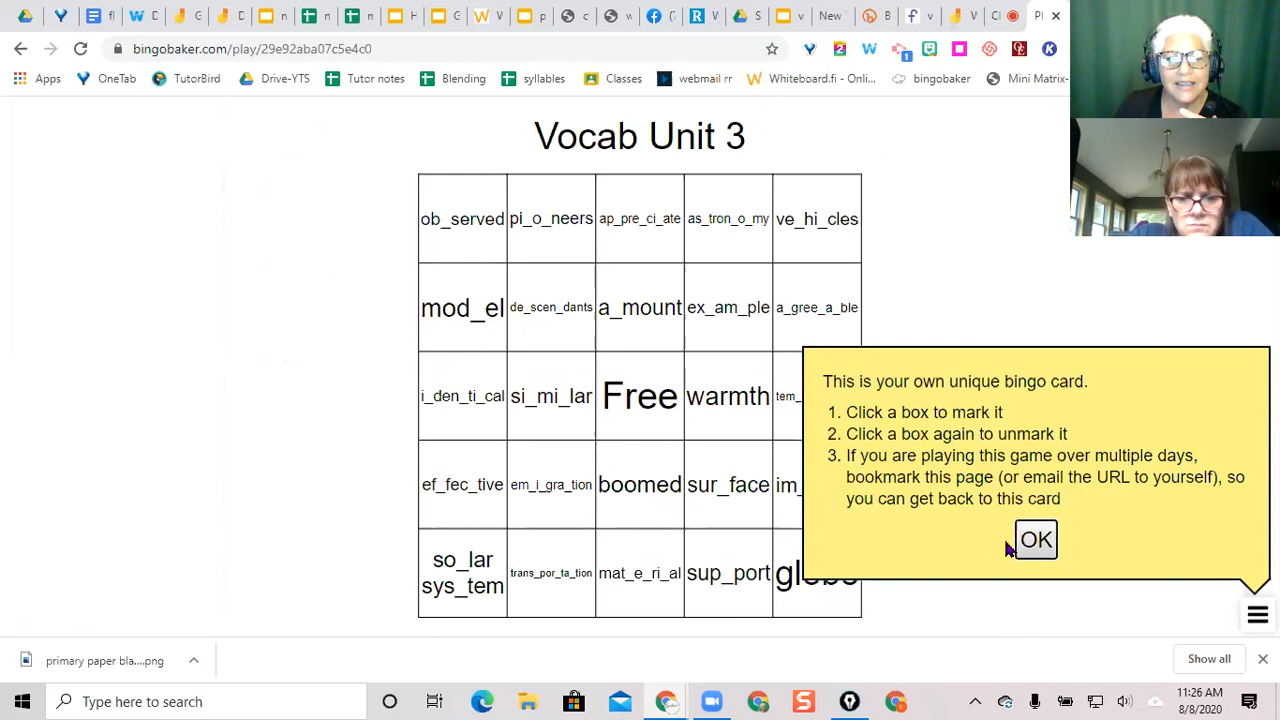 bingobaker.com/play/29e92aba07c5e4c0
Apps
OneTab
TutorBird
Drive-YTS
Tutor notes
Blending
syllables
Classes
webmail rr
Whiteboard.fi - Onli...
bingobaker
Mini Matrix-
Vocab Unit 3
ob_served pi_o_neers ap_pre_ci_ate as_tron_o_my ve_hi_cles
mod_el de_scen_dants a_mount ex_am_ple a_gree_a_ble
i_den_ti_cal si_mi_lar Free warmth tem_
ef_fec_tive em_i_gra_tion boomed sur_face im_
so_lar
sys_tem
trans_por_ta_tion mat_e_ri_al sup_port globe
This is your own unique bingo card.
1. Click a box to mark it
2. Click a box again to unmark it
3. If you are playing this game over multiple days,
bookmark this page (or email the URL to yourself), so
you can get back to this card
OK
primary paper bla....png
Show all
Type here to search
11:26 AM
8/8/2020